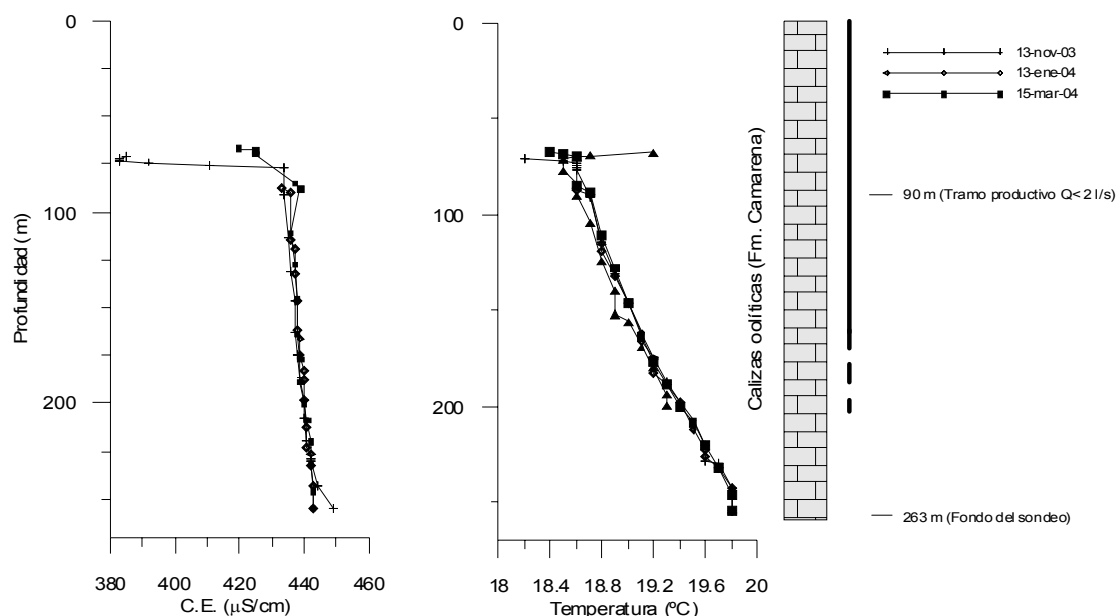 0
100
200
Profundidad (m)
380 400 420 440 460
C.E. (µS/cm)
0
100
200
18 18.4 18.8 19.2 19.6 20
Temperatura (ºC)
Calizas oolíticas (Fm. Camarena)
13-nov-03
13-ene-04
15-mar-04
90 m (Tramo productivo Q< 2 l/s)
263 m (Fondo del sondeo)